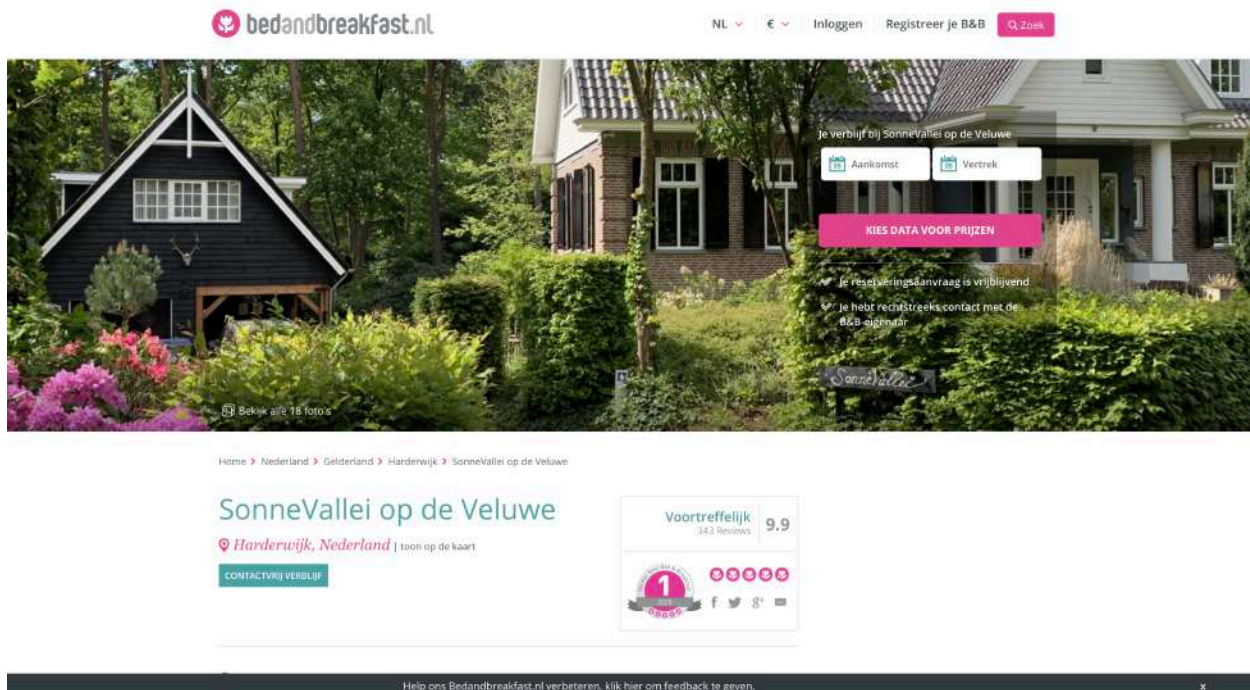 bedandbreakfast.nl
NL
€
Inloggen
Registreer je B&B
Zoek
Je verblijf bij SonneVallei op de Veluwe
Aankomst
Vertrek
KIES DATA VOOR PRIJZEN
Je reserveringsaanvraag is vrijblijvend
Je hebt rechtstreeks contact met de
B&B-eigenaar
SonneVallei
Bekijk alle 18 foto's
Home > Nederland > Gelderland > Harderwijk > SonneVallei op de Veluwe
SonneVallei op de Veluwe
Harderwijk, Nederland | toon op de kaart
CONTACTVRIJ VERBLIJF
Voortreffelijk
343 Reviews
9.9
1
Help ons Bedandbreakfast.nl verbeteren, klik hier om feedback te geven.
x